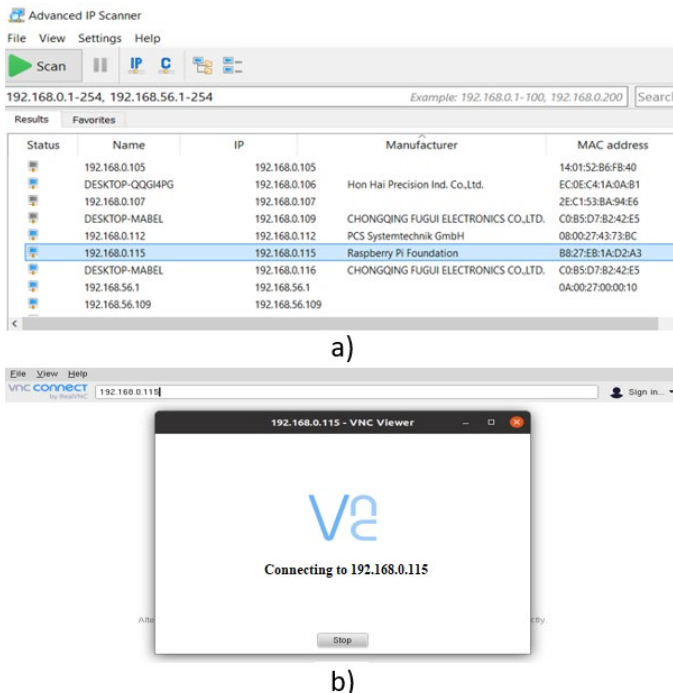 Advanced IP Scanner
File View Settings Help
Scan IP C
192.168.0.1-254, 192.168.56.1-254 Example: 192.168.0.1-100, 192.168.0.200 Search
Results Favorites
Status Name IP Manufacturer MAC address
192.168.0.105 192.168.0.105 14:01:52:B6:FB:40
DESKTOP-QQGI4PG 192.168.0.106 Hon Hai Precision Ind. Co.,Ltd. EC:0E:C4:1A:0A:B1
192.168.0.107 192.168.0.107 2E:C1:53:BA:94:E6
DESKTOP-MABEL 192.168.0.109 CHONGQING FUGUI ELECTRONICS CO.,LTD. C0:B5:D7:B2:42:E5
192.168.0.112 192.168.0.112 PCS Systemtechnik GmbH 08:00:27:43:73:BC
192.168.0.115 192.168.0.115 Raspberry Pi Foundation B8:27:EB:1A:D2:A3
DESKTOP-MABEL 192.168.0.116 CHONGQING FUGUI ELECTRONICS CO.,LTD. C0:B5:D7:B2:42:E5
192.168.56.1 192.168.56.1 0A:00:27:00:00:10
192.168.56.109 192.168.56.109
a)
File View Help
VNC CONNECT 192.168.0.115 Sign in...
by RealVNC
192.168.0.115 - VNC Viewer
Vnc
Connecting to 192.168.0.115
Stop
b)